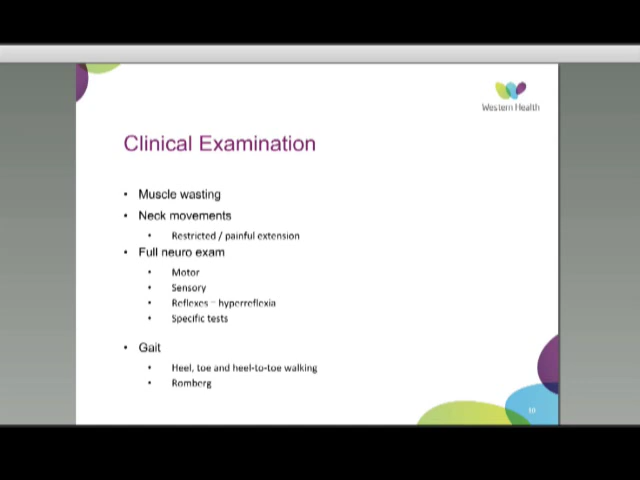 Western Health
Clinical Examination
• Muscle wasting
• Neck movements
• Restricted / painful extension
• Full neuro exam
• Motor
• Sensory
• Reflexes – hyperreflexia
• Specific tests
• Gait
• Heel, toe and heel-to-toe walking
• Romberg
10